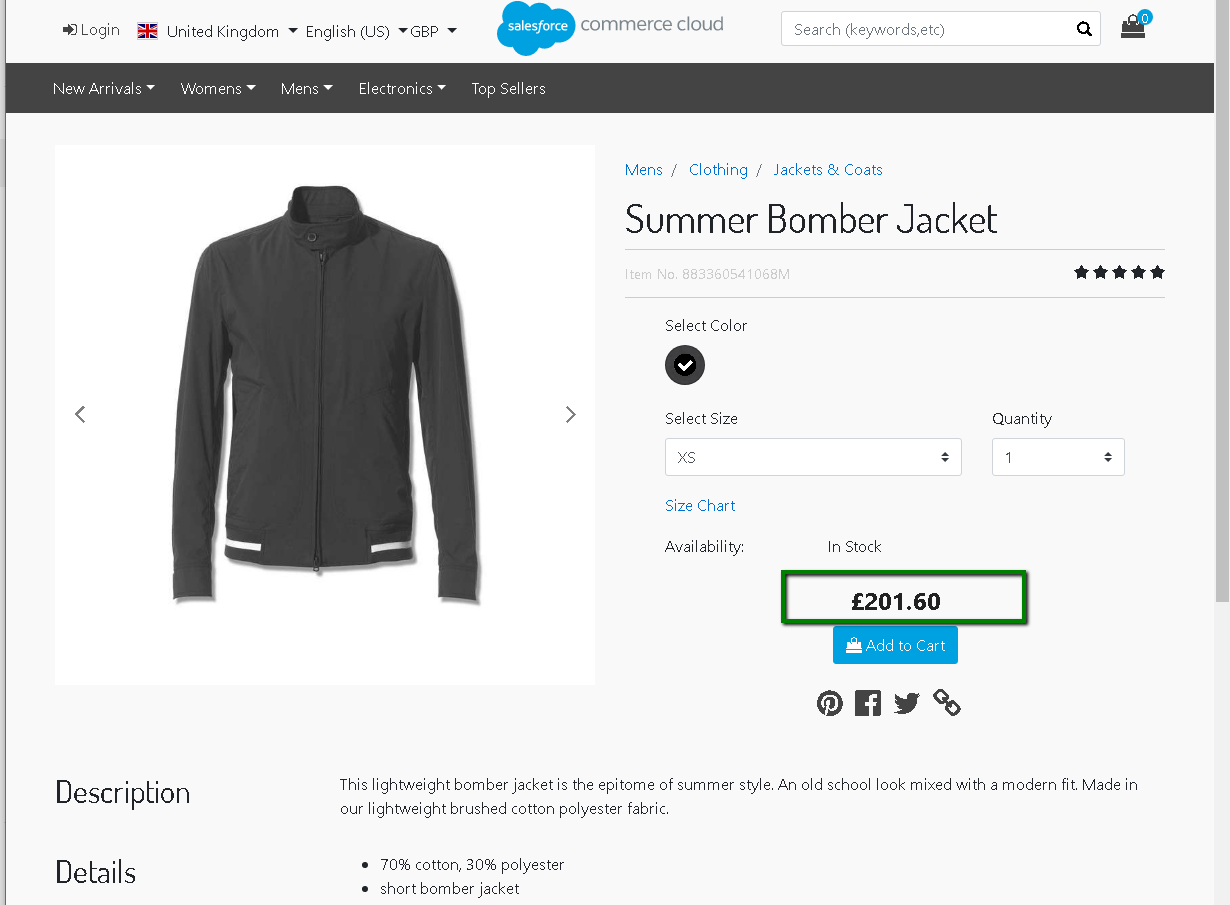 Login United Kingdom English (US) GBP
salesforce commerce cloud
Search (keywords,etc)
0
New Arrivals Womens Mens Electronics Top Sellers
Mens / Clothing / Jackets & Coats
Summer Bomber Jacket
Item No. 883360541068M
Select Color
Select Size Quantity
XS 1
Size Chart
Availability: In Stock
£201.60
Add to Cart
Description
This lightweight bomber jacket is the epitome of summer style. An old school look mixed with a modern fit. Made in
our lightweight brushed cotton polyester fabric.
Details
• 70% cotton, 30% polyester
• short bomber jacket